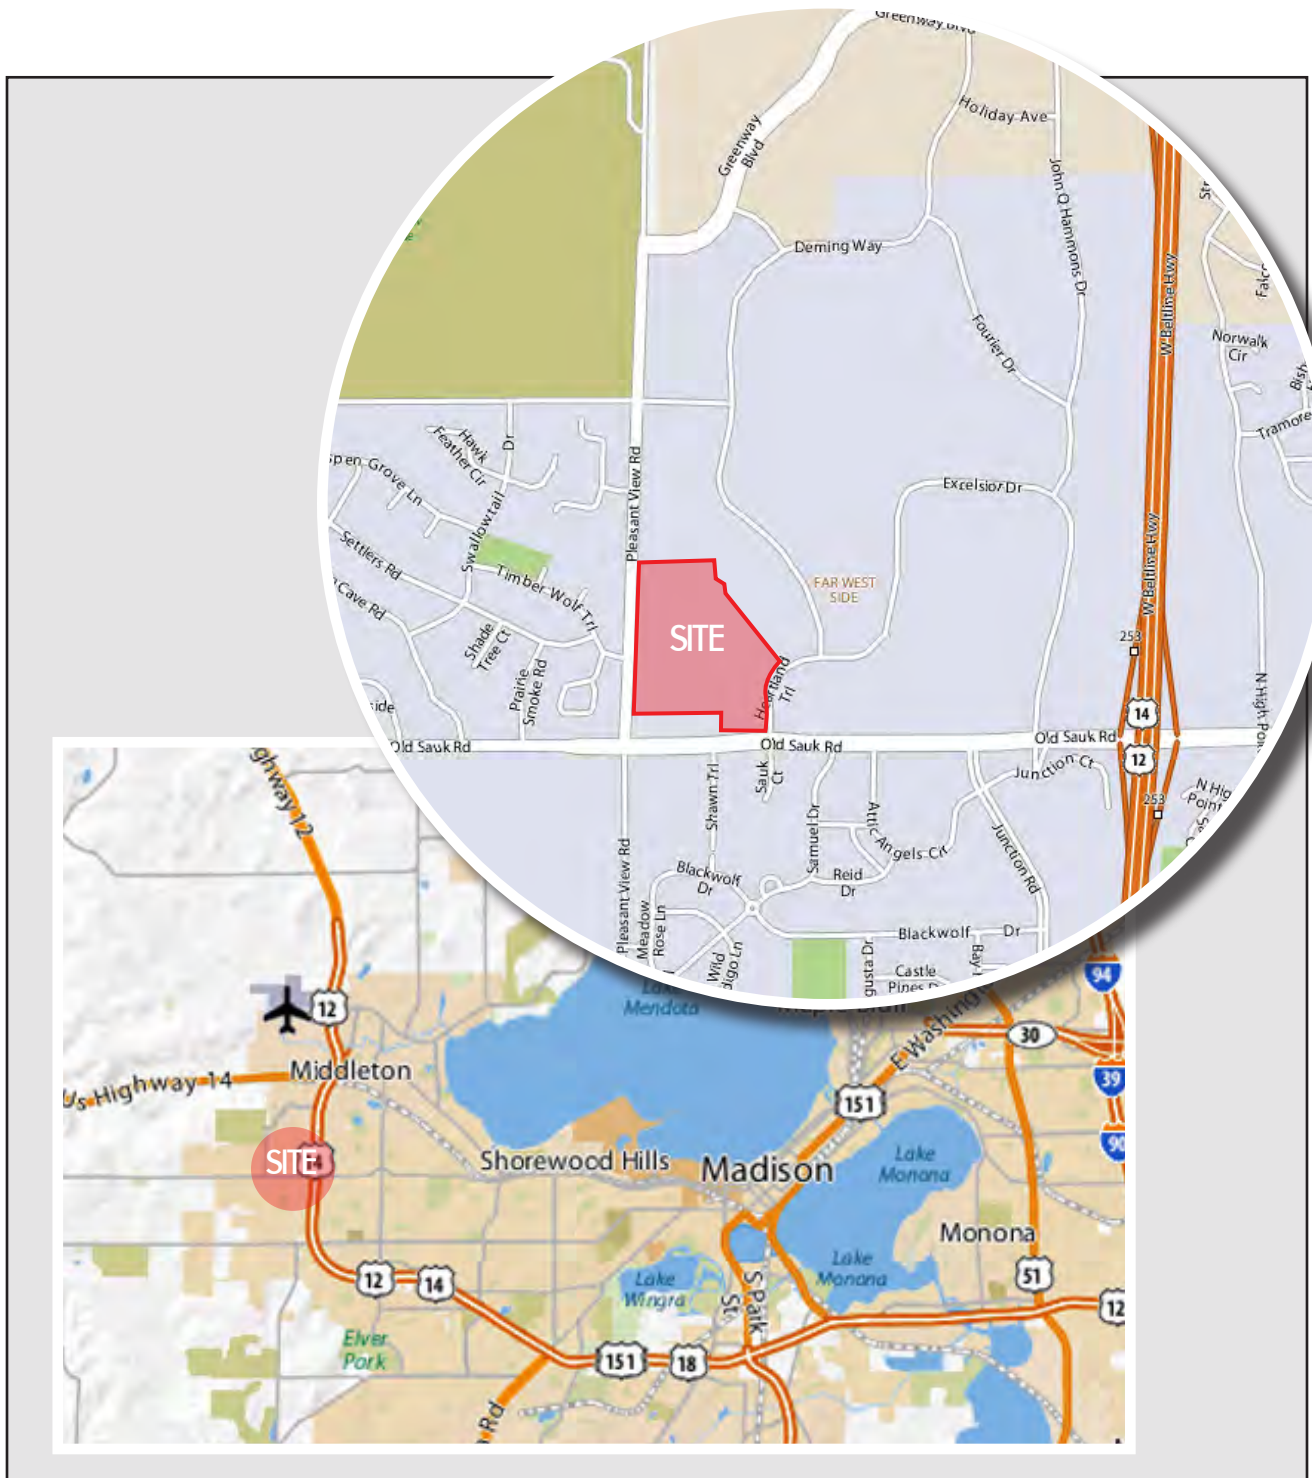 Greenway Blvd
Holiday Ave
Greenway
Blvd
John Q Hammons Dr
Deming Way
W Beltline Hwy
Fourier Dr
Norwalk
Cir
Tramore
Hawk
Feather Cir
Dr
Swallowtail
Pleasant View Rd
Excelsior Dr
Grove Ln
Settlers Rd
Cave Rd
Timber Wolf Trl
Shade
Tree Ct
Prairie
Smoke Rd
SITE
FAR WEST
SIDE
Heartland
Trl
W Beltline Hwy
253
14
12
253
Old Sauk Rd
Old Sauk Rd
Old Sauk Rd
Sauk
Ct
Shawn Trl
Samuel Dr
Attic Angels Cir
Junction Ct
Junction Rd
Pleasant View Rd
Blackwolf
Dr
Reid
Dr
Meadow
Rose Ln
Wild
Blackwolf Dr
Castle
Pines
Highway 12
12
Us Highway 14
Middleton
SITE
Lake
Mendota
Shorewood Hills
Madison
E Washington
151
30
94
39
90
Lake
Monona
Monona
Lake
Monona
51
12
Lake
Wingra
S Park
St
12
14
Elver
Park
151
18
Rd